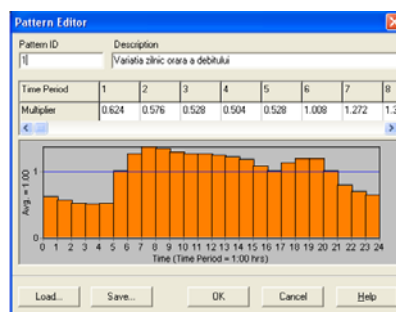 Pattern Editor
Pattern ID Description
1 Variatia zilnic orara a debitului
Time Period 1 2 3 4 5 6 7 8
Multiplier 0.624 0.576 0.528 0.504 0.528 1.008 1.272 1.3
Avg. = 1.00
1
0
0 1 2 3 4 5 6 7 8 9 10 11 12 13 14 15 16 17 18 19 20 21 22 23 24
Time (Time Period = 1:00 hrs)
Load... Save... OK Cancel Help